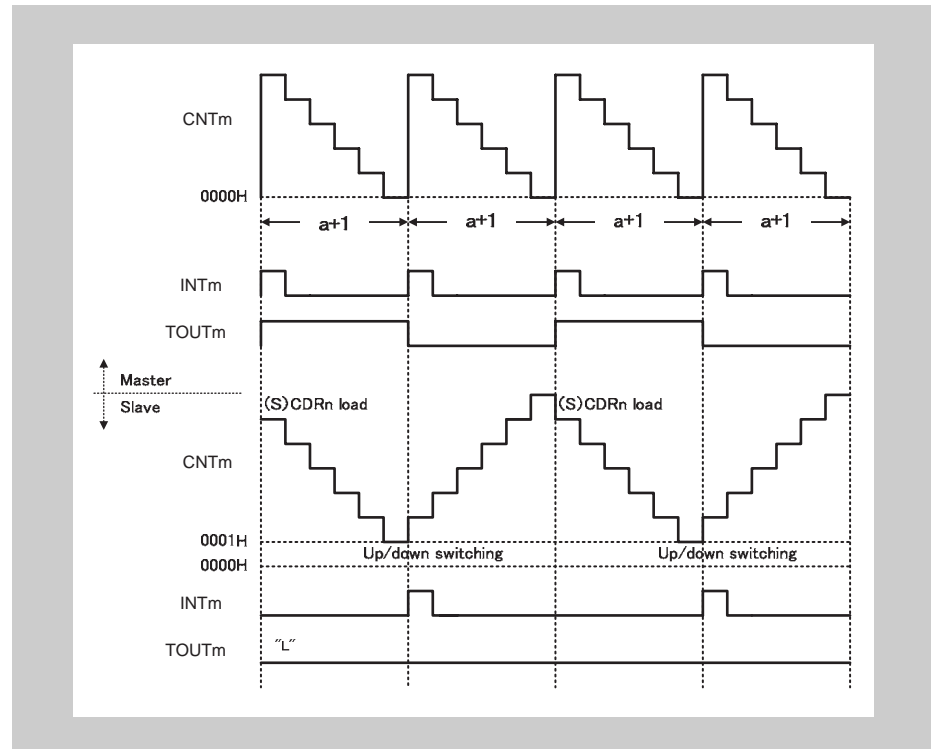 CNTm
0000H
a+1 a+1 a+1 a+1
INTm
TOUTm
Master
Slave
(S)CDRn load (S)CDRn load
CNTm
0001H
Up/down switching Up/down switching
0000H
INTm
TOUTm
"L"